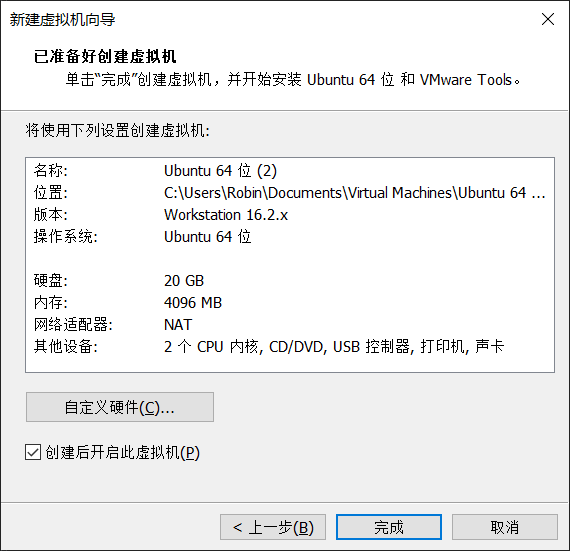 新建虚拟机向导
已准备好创建虚拟机
单击“完成”创建虚拟机，并开始安装 Ubuntu 64 位 和 VMware Tools。
将使用下列设置创建虚拟机:
名称: Ubuntu 64 位 (2)
位置: C:\Users\Robin\Documents\Virtual Machines\Ubuntu 64 ...
版本: Workstation 16.2.x
操作系统: Ubuntu 64 位
硬盘: 20 GB
内存: 4096 MB
网络适配器: NAT
其他设备: 2 个 CPU 内核, CD/DVD, USB 控制器, 打印机, 声卡
自定义硬件(C)...
创建后开启此虚拟机(P)
< 上一步(B) 完成 取消